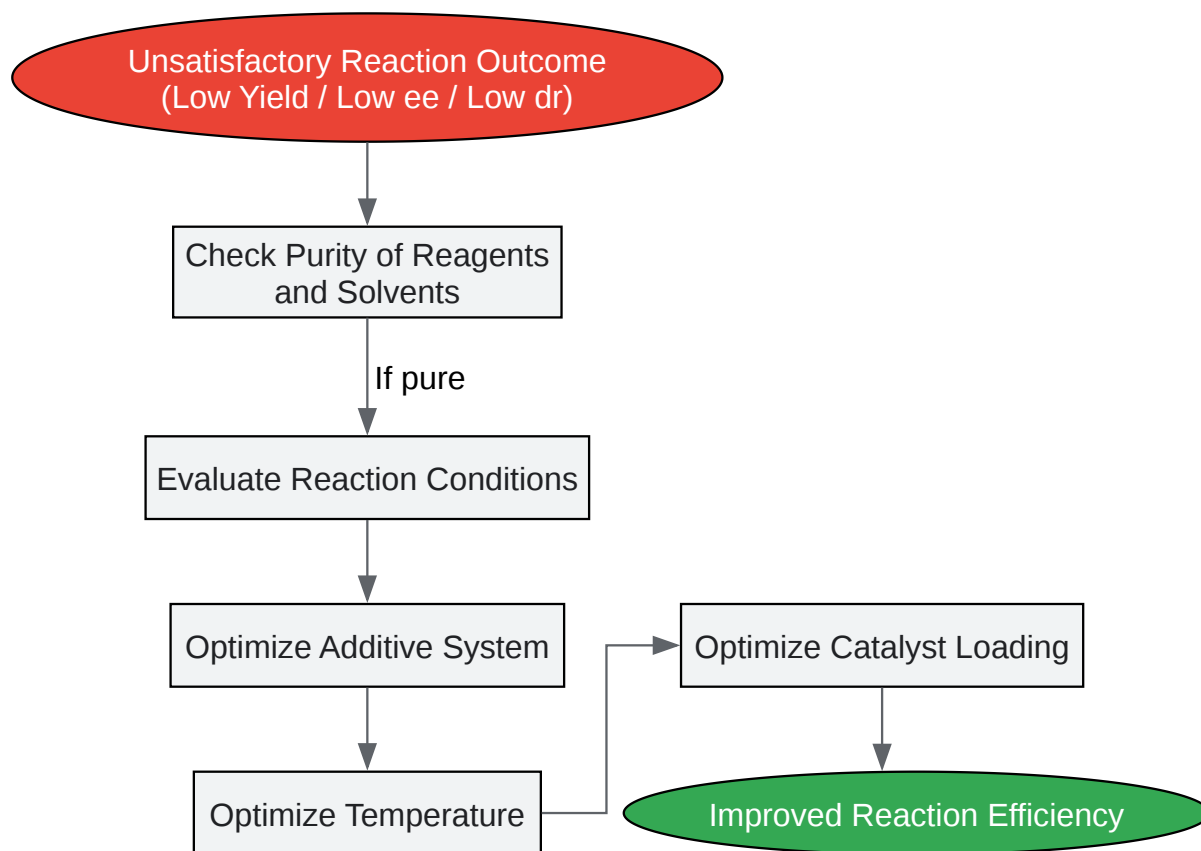 Unsatisfactory Reaction Outcome
(Low Yield / Low ee / Low dr)
Check Purity of Reagents
and Solvents
If pure
Evaluate Reaction Conditions
Optimize Additive System
Optimize Temperature
Optimize Catalyst Loading
Improved Reaction Efficiency